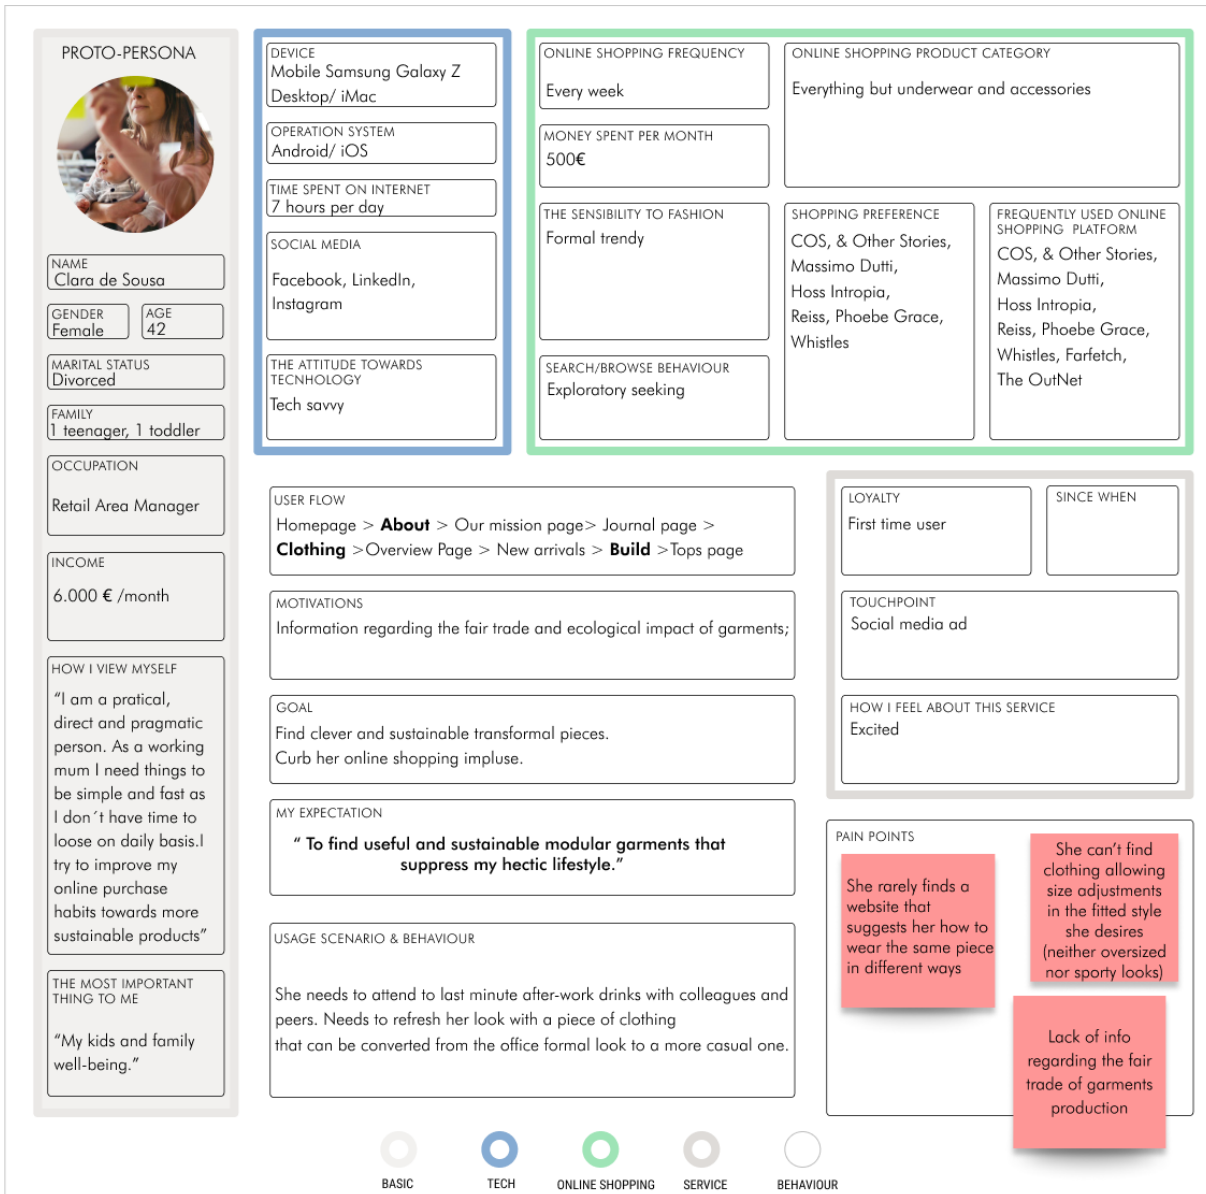 PROTO-PERSONA
NAME
Clara de Sousa
GENDER
Female
AGE
42
MARITAL STATUS
Divorced
FAMILY
1 teenager, 1 toddler
OCCUPATION
Retail Area Manager
INCOME
6.000 € /month
HOW I VIEW MYSELF
“I am a pratical,
direct and pragmatic
person. As a working
mum I need things to
be simple and fast as
I don´t have time to
loose on daily basis.I
try to improve my
online purchase
habits towards more
sustainable products”
THE MOST IMPORTANT
THING TO ME
“My kids and family
well-being.”
DEVICE
Mobile Samsung Galaxy Z
Desktop/ iMac
OPERATION SYSTEM
Android/ iOS
TIME SPENT ON INTERNET
7 hours per day
SOCIAL MEDIA
Facebook, LinkedIn,
Instagram
THE ATTITUDE TOWARDS
TECNHOLOGY
Tech savvy
ONLINE SHOPPING FREQUENCY
Every week
MONEY SPENT PER MONTH
500€
ONLINE SHOPPING PRODUCT CATEGORY
Everything but underwear and accessories
THE SENSIBILITY TO FASHION
Formal trendy
SEARCH/BROWSE BEHAVIOUR
Exploratory seeking
SHOPPING PREFERENCE
COS, & Other Stories,
Massimo Dutti,
Hoss Intropia,
Reiss, Phoebe Grace,
Whistles
FREQUENTLY USED ONLINE
SHOPPING PLATFORM
COS, & Other Stories,
Massimo Dutti,
Hoss Intropia,
Reiss, Phoebe Grace,
Whistles, Farfetch,
The OutNet
USER FLOW
Homepage > About > Our mission page> Journal page >
Clothing >Overview Page > New arrivals > Build >Tops page
MOTIVATIONS
Information regarding the fair trade and ecological impact of garments;
GOAL
Find clever and sustainable transformal pieces.
Curb her online shopping impluse.
MY EXPECTATION
“ To find useful and sustainable modular garments that
suppress my hectic lifestyle.”
USAGE SCENARIO & BEHAVIOUR
She needs to attend to last minute after-work drinks with colleagues and
peers. Needs to refresh her look with a piece of clothing
that can be converted from the office formal look to a more casual one.
LOYALTY
First time user
SINCE WHEN
TOUCHPOINT
Social media ad
HOW I FEEL ABOUT THIS SERVICE
Excited
PAIN POINTS
She rarely finds a
website that
suggests her how to
wear the same piece
in different ways
She can’t find
clothing allowing
size adjustments
in the fitted style
she desires
(neither oversized
nor sporty looks)
Lack of info
regarding the fair
trade of garments
production
BASIC
TECH
ONLINE SHOPPING
SERVICE
BEHAVIOUR